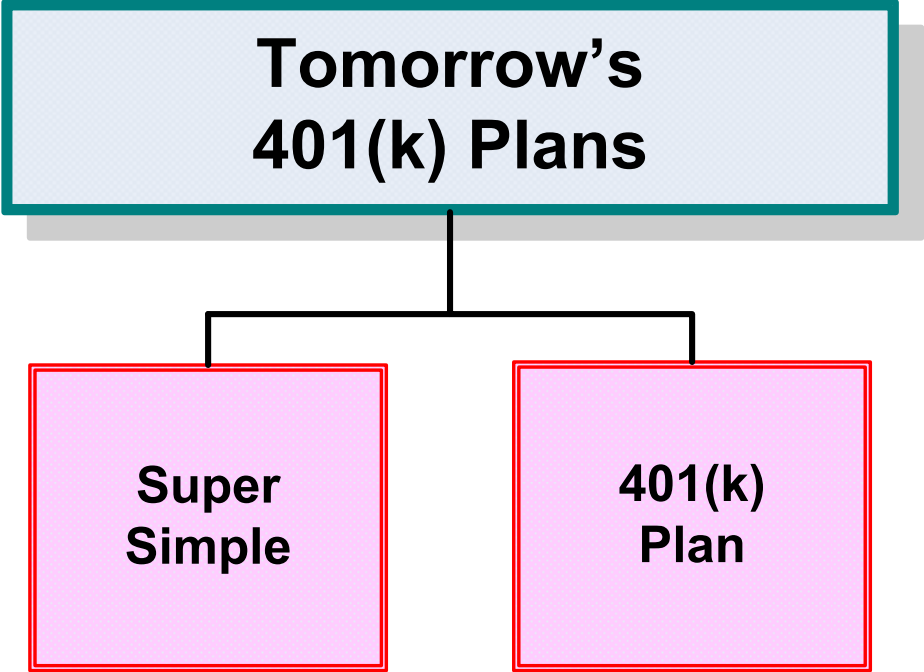 Tomorrow’s
401(k) Plans
Super
Simple
401(k)
Plan